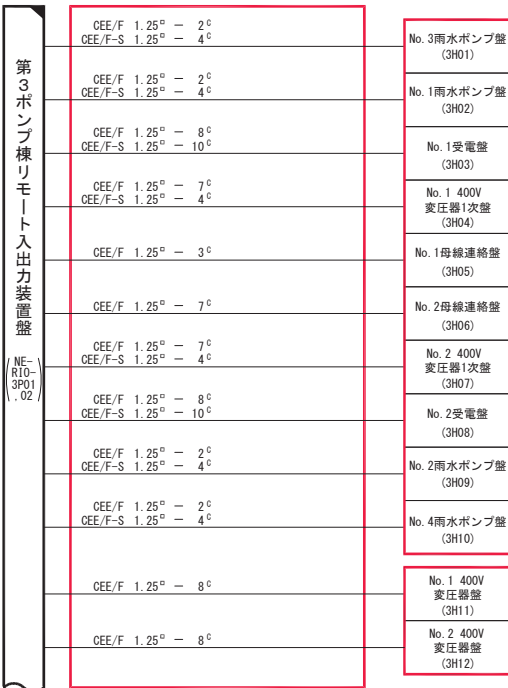 第3ポンプ棟リモート入出力装置盤
(NE-
RIO-
3P01
.02)
CEE/F 1.25□ − 2C
CEE/F-S 1.25□ − 4C
No.3雨水ポンプ盤
(3H01)
CEE/F 1.25□ − 2C
CEE/F-S 1.25□ − 4C
No.1雨水ポンプ盤
(3H02)
CEE/F 1.25□ − 8C
CEE/F-S 1.25□ − 10C
No.1受電盤
(3H03)
CEE/F 1.25□ − 7C
CEE/F-S 1.25□ − 4C
No.1 400V
変圧器1次盤
(3H04)
CEE/F 1.25□ − 3C
No.1母線連絡盤
(3H05)
CEE/F 1.25□ − 7C
No.2母線連絡盤
(3H06)
CEE/F 1.25□ − 7C
CEE/F-S 1.25□ − 4C
No.2 400V
変圧器1次盤
(3H07)
CEE/F 1.25□ − 8C
CEE/F-S 1.25□ − 10C
No.2受電盤
(3H08)
CEE/F 1.25□ − 2C
CEE/F-S 1.25□ − 4C
No.2雨水ポンプ盤
(3H09)
CEE/F 1.25□ − 2C
CEE/F-S 1.25□ − 4C
No.4雨水ポンプ盤
(3H10)
CEE/F 1.25□ − 8C
No.1 400V
変圧器盤
(3H11)
CEE/F 1.25□ − 8C
No.2 400V
変圧器盤
(3H12)